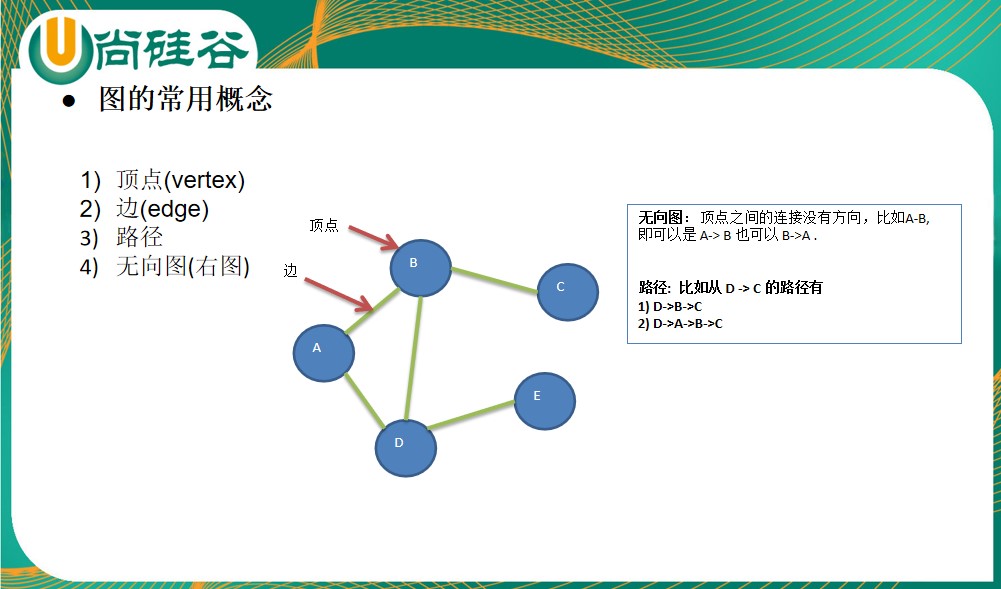 尚硅谷
● 图的常用概念
1) 顶点(vertex)
2) 边(edge)
3) 路径
4) 无向图(右图)
顶点
边
B
C
A
E
D
无向图： 顶点之间的连接没有方向，比如A-B,
即可以是 A-> B 也可以 B->A .
路径: 比如从 D -> C 的路径有
1) D->B->C
2) D->A->B->C